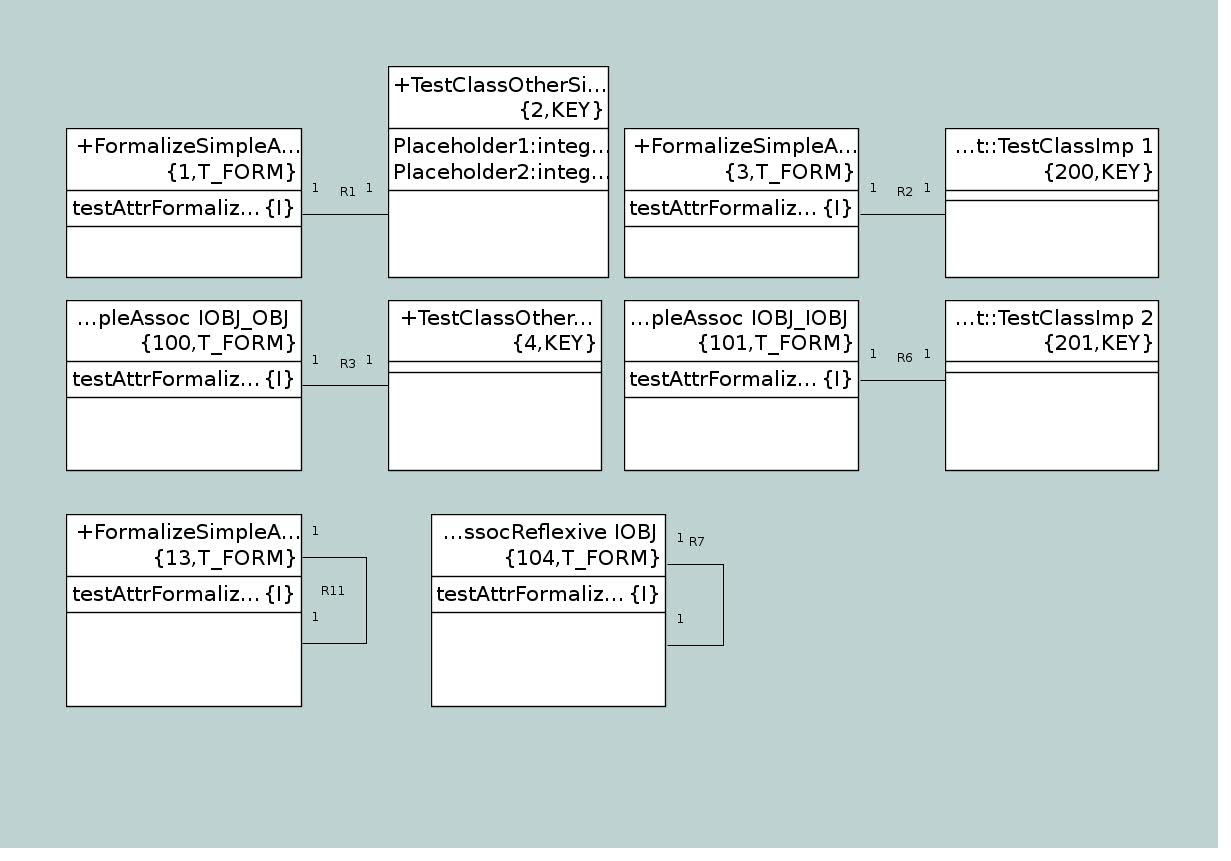 +TestClassOtherSi...
{2,KEY}
Placeholder1:integ...
Placeholder2:integ...
+FormalizeSimpleA...
{1,T_FORM}
testAttrFormaliz... {I}
1 R1 1
+FormalizeSimpleA...
{3,T_FORM}
testAttrFormaliz... {I}
1 R2 1
...t::TestClassImp 1
{200,KEY}
...pleAssoc IOBJ_OBJ
{100,T_FORM}
testAttrFormaliz... {I}
1 R3 1
+TestClassOther...
{4,KEY}
...pleAssoc IOBJ_IOBJ
{101,T_FORM}
testAttrFormaliz... {I}
1 R6 1
...t::TestClassImp 2
{201,KEY}
+FormalizeSimpleA...
{13,T_FORM}
testAttrFormaliz... {I}
1
R11
1
...ssocReflexive IOBJ
{104,T_FORM}
testAttrFormaliz... {I}
1 R7
1